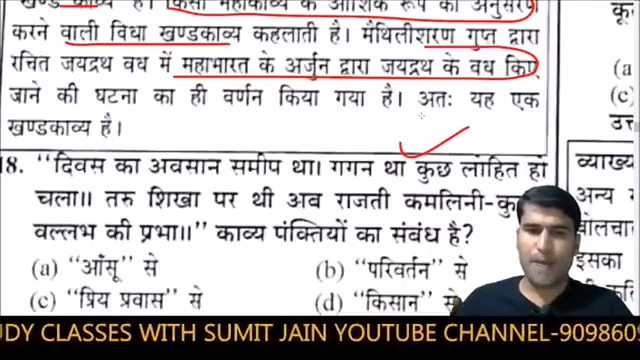 खण्ड काव्य है। किसी महाकाव्य के आंशिक रूप का अनुसरण
करने वाली विधा खण्डकाव्य कहलाती है। मैथिलीशरण गुप्त द्वारा
रचित जयद्रथ वध में महाभारत के अर्जुन द्वारा जयद्रथ के वध किए
जाने की घटना का ही वर्णन किया गया है। अतः यह एक
खण्डकाव्य है।
18. "दिवस का अवसान समीप था। गगन था कुछ लोहित हो
चला॥ तरु शिखा पर थी अब राजती कमलिनी-कु
वल्लभ की प्रभा॥" काव्य पंक्तियों का संबंध है?
(a) "आँसू" से
(b) "परिवर्तन" से
(c) "प्रिय प्रवास" से
(d) "किसान" से
(a)
(c)
उत्त
व्याख्य
अन्य
बोलचा
इसका
UDY CLASSES WITH SUMIT JAIN YOUTUBE CHANNEL-9098609